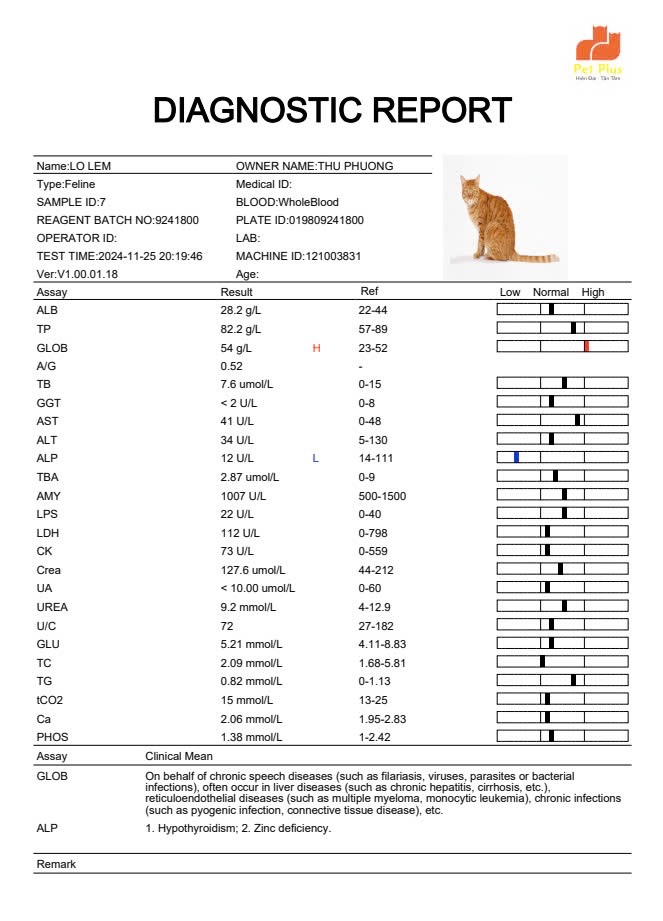 Pet Plus
Hiện Đại - Tận Tâm
DIAGNOSTIC REPORT
Name:LO LEM OWNER NAME:THU PHUONG
Type:Feline Medical ID:
SAMPLE ID:7 BLOOD:WholeBlood
REAGENT BATCH NO:9241800 PLATE ID:019809241800
OPERATOR ID: LAB:
TEST TIME:2024-11-25 20:19:46 MACHINE ID:121003831
Ver:V1.00.01.18 Age:
Assay Result Ref Low Normal High
ALB 28.2 g/L 22-44
TP 82.2 g/L 57-89
GLOB 54 g/L H 23-52
A/G 0.52 -
TB 7.6 umol/L 0-15
GGT < 2 U/L 0-8
AST 41 U/L 0-48
ALT 34 U/L 5-130
ALP 12 U/L L 14-111
TBA 2.87 umol/L 0-9
AMY 1007 U/L 500-1500
LPS 22 U/L 0-40
LDH 112 U/L 0-798
CK 73 U/L 0-559
Crea 127.6 umol/L 44-212
UA < 10.00 umol/L 0-60
UREA 9.2 mmol/L 4-12.9
U/C 72 27-182
GLU 5.21 mmol/L 4.11-8.83
TC 2.09 mmol/L 1.68-5.81
TG 0.82 mmol/L 0-1.13
tCO2 15 mmol/L 13-25
Ca 2.06 mmol/L 1.95-2.83
PHOS 1.38 mmol/L 1-2.42
Assay Clinical Mean
GLOB On behalf of chronic speech diseases (such as filariasis, viruses, parasites or bacterial
infections), often occur in liver diseases (such as chronic hepatitis, cirrhosis, etc.),
reticuloendothelial diseases (such as multiple myeloma, monocytic leukemia), chronic infections
(such as pyogenic infection, connective tissue disease), etc.
ALP 1. Hypothyroidism; 2. Zinc deficiency.
Remark